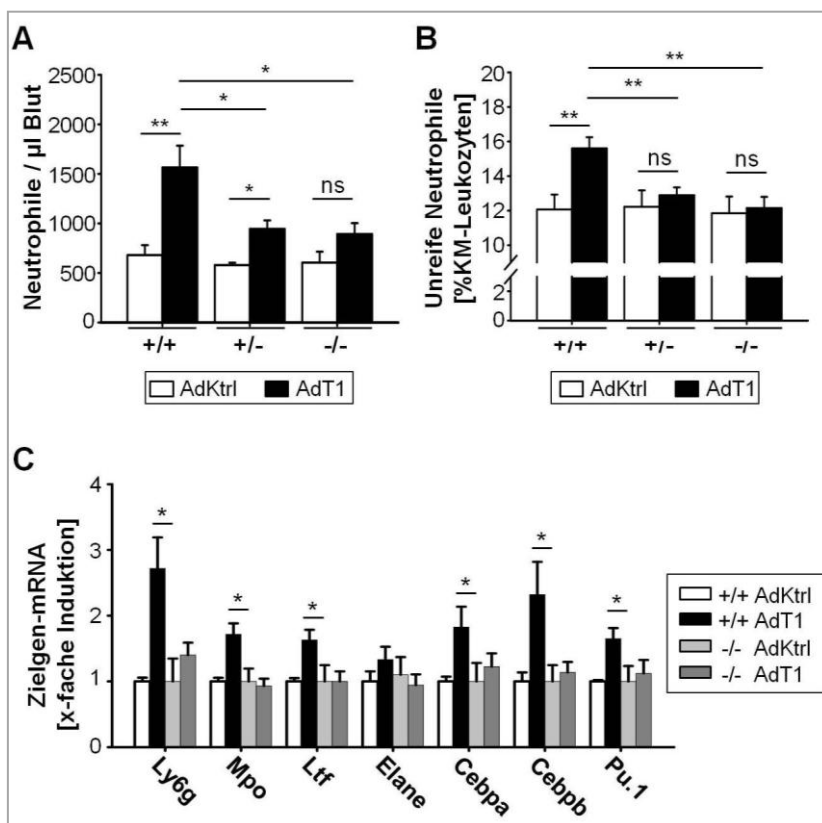 A
Neutrophile / µl Blut
2500
2000
1500
1000
500
0
**
*
ns
*
*
+/+ +/- -/-
AdKtrl AdT1
B
Unreife Neutrophile
[%KM-Leukozyten]
20
18
16
14
12
10
2
0
**
ns
ns
**
**
+/+ +/- -/-
AdKtrl AdT1
C
Zielgen-mRNA
[x-fache Induktion]
4
3
2
1
0
* * * * * *
Ly6g Mpo Ltf Elane Cebpa Cebpb Pu.1
+/+ AdKtrl
+/+ AdT1
-/- AdKtrl
-/- AdT1